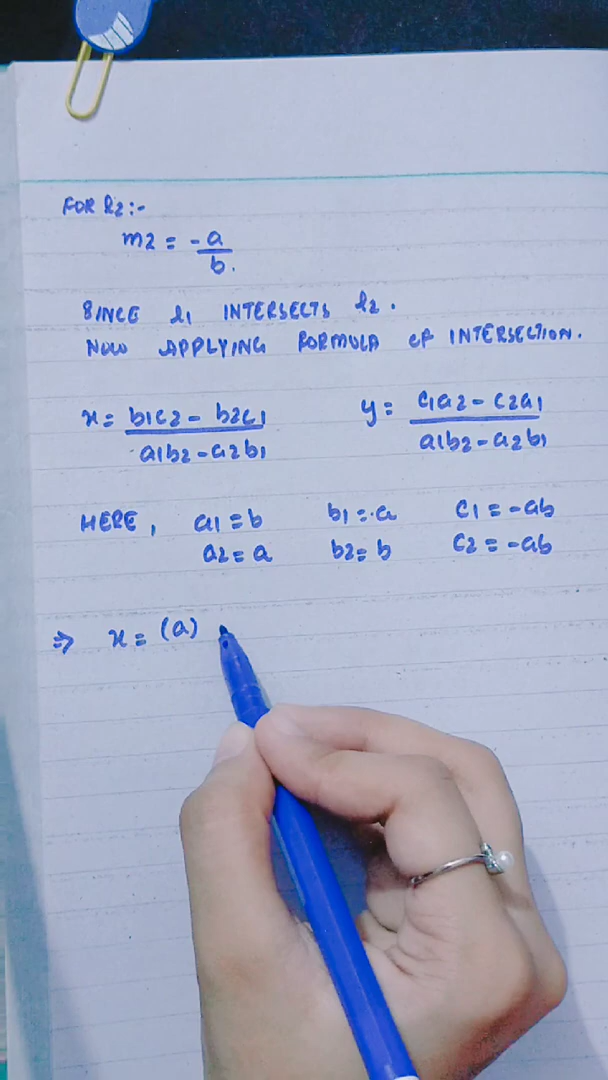 FOR l2:-
m2 = -a/b.
SINCE l1 INTERSECTS l2.
NOW APPLYING FORMULA OF INTERSECTION.
x = b1c2 - b2c1 / a1b2 - a2b1 y = c1a2 - c2a1 / a1b2 - a2b1
HERE, a1 = b b1 = a c1 = -ab
a2 = a b2 = b c2 = -ab
⇒ x = (a)